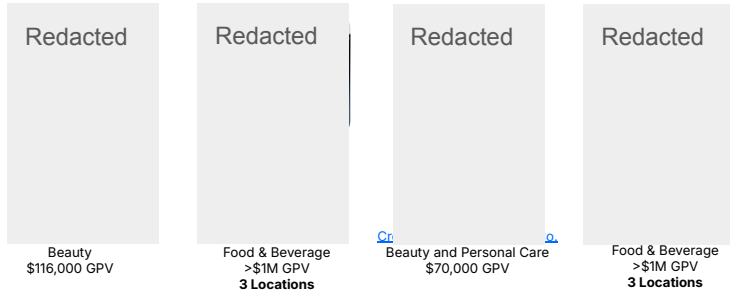 Redacted
Redacted
Redacted
Redacted
Beauty
$116,000 GPV
Food & Beverage
>$1M GPV
3 Locations
Beauty and Personal Care
$70,000 GPV
Food & Beverage
>$1M GPV
3 Locations